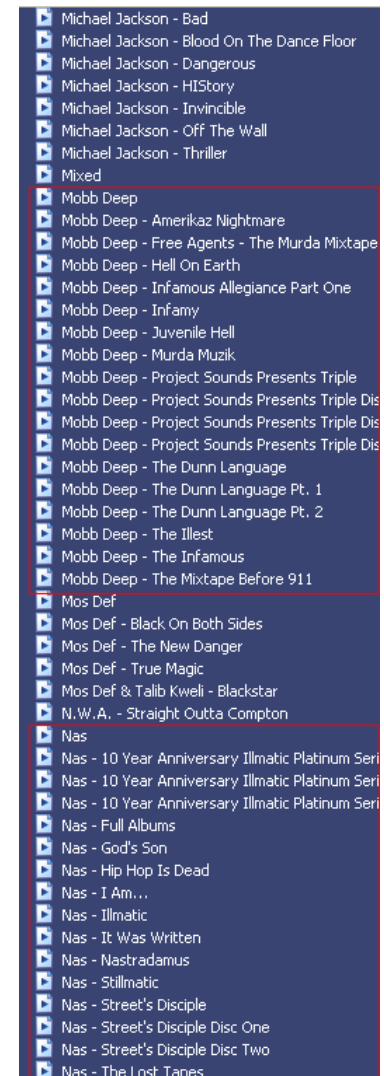 Michael Jackson - Bad
Michael Jackson - Blood On The Dance Floor
Michael Jackson - Dangerous
Michael Jackson - HIStory
Michael Jackson - Invincible
Michael Jackson - Off The Wall
Michael Jackson - Thriller
Mixed
Mobb Deep
Mobb Deep - Amerikaz Nightmare
Mobb Deep - Free Agents - The Murda Mixtape
Mobb Deep - Hell On Earth
Mobb Deep - Infamous Allegiance Part One
Mobb Deep - Infamy
Mobb Deep - Juvenile Hell
Mobb Deep - Murda Muzik
Mobb Deep - Project Sounds Presents Triple
Mobb Deep - Project Sounds Presents Triple Dis
Mobb Deep - Project Sounds Presents Triple Dis
Mobb Deep - Project Sounds Presents Triple Dis
Mobb Deep - The Dunn Language
Mobb Deep - The Dunn Language Pt. 1
Mobb Deep - The Dunn Language Pt. 2
Mobb Deep - The Illest
Mobb Deep - The Infamous
Mobb Deep - The Mixtape Before 911
Mos Def
Mos Def - Black On Both Sides
Mos Def - The New Danger
Mos Def - True Magic
Mos Def & Talib Kweli - Blackstar
N.W.A. - Straight Outta Compton
Nas
Nas - 10 Year Anniversary Illmatic Platinum Seri
Nas - 10 Year Anniversary Illmatic Platinum Seri
Nas - 10 Year Anniversary Illmatic Platinum Seri
Nas - Full Albums
Nas - God's Son
Nas - Hip Hop Is Dead
Nas - I Am...
Nas - Illmatic
Nas - It Was Written
Nas - Nastradamus
Nas - Stillmatic
Nas - Street's Disciple
Nas - Street's Disciple Disc One
Nas - Street's Disciple Disc Two
Nas - The Lost Tapes